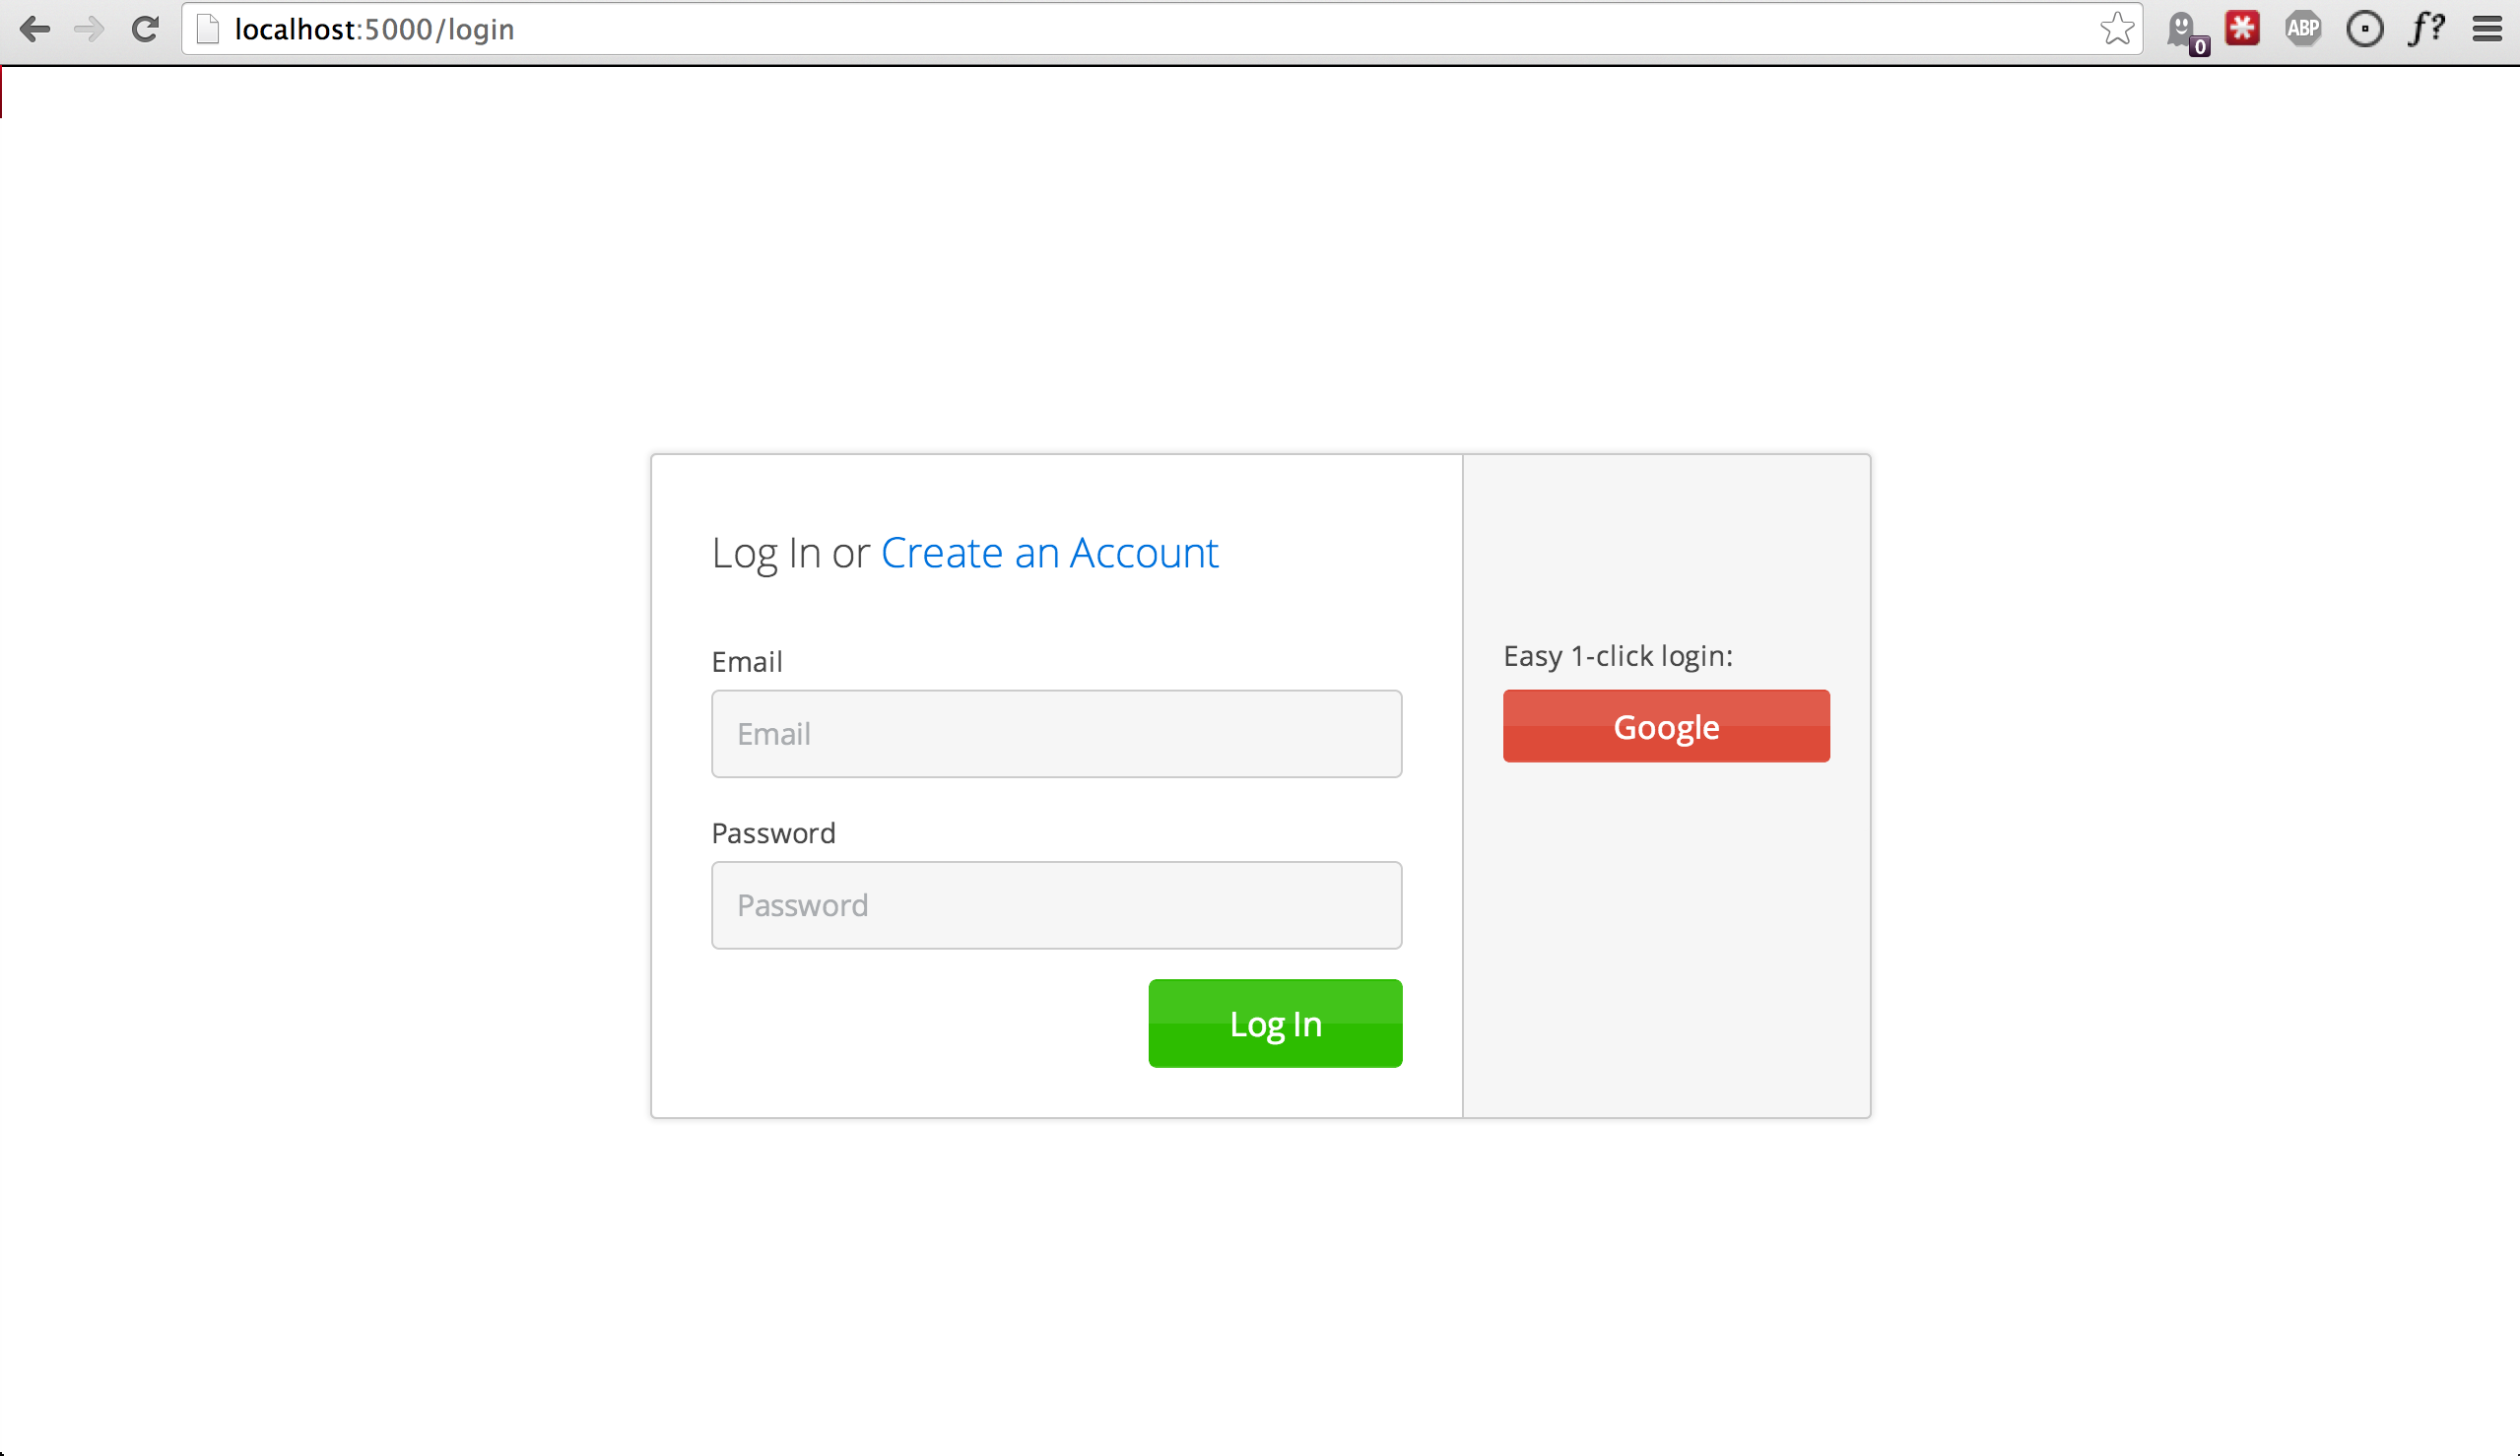 localhost:5000/login
0
ABP
f?
Log In or Create an Account
Email
Email
Password
Password
Log In
Easy 1-click login:
Google